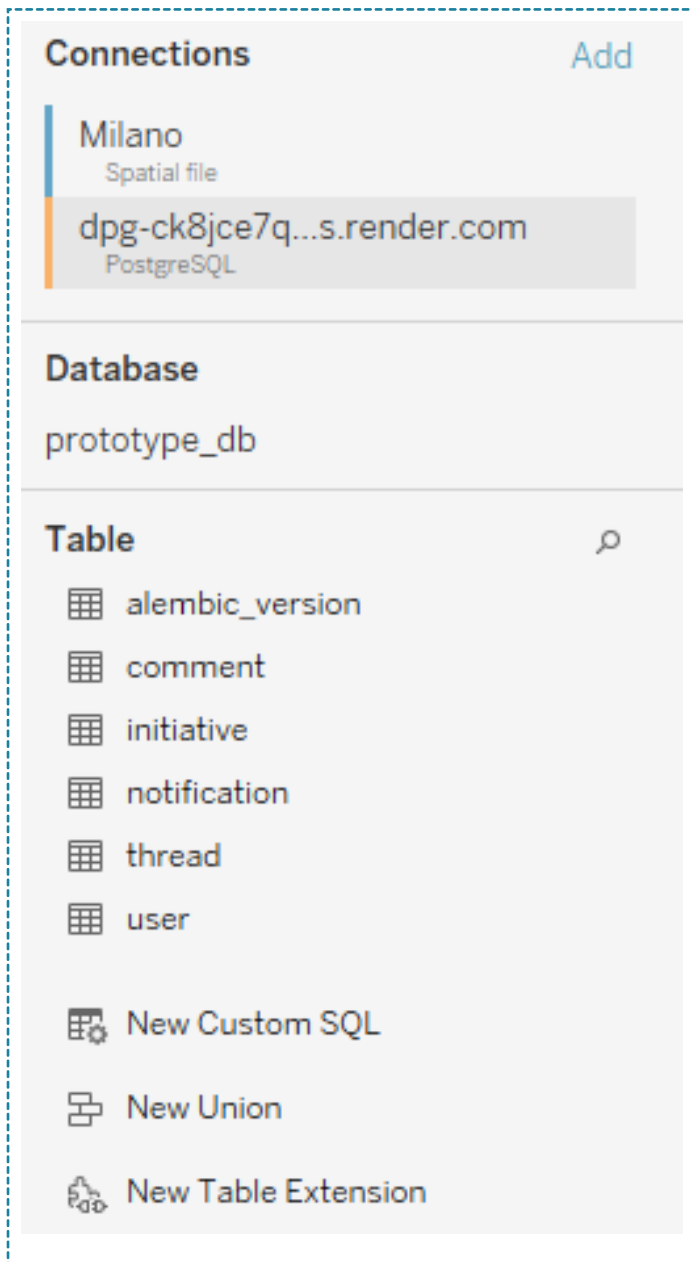 Connections Add
Milano
Spatial file
dpg-ck8jce7q...s.render.com
PostgreSQL
Database
prototype_db
Table
alembic_version
comment
initiative
notification
thread
user
New Custom SQL
New Union
New Table Extension